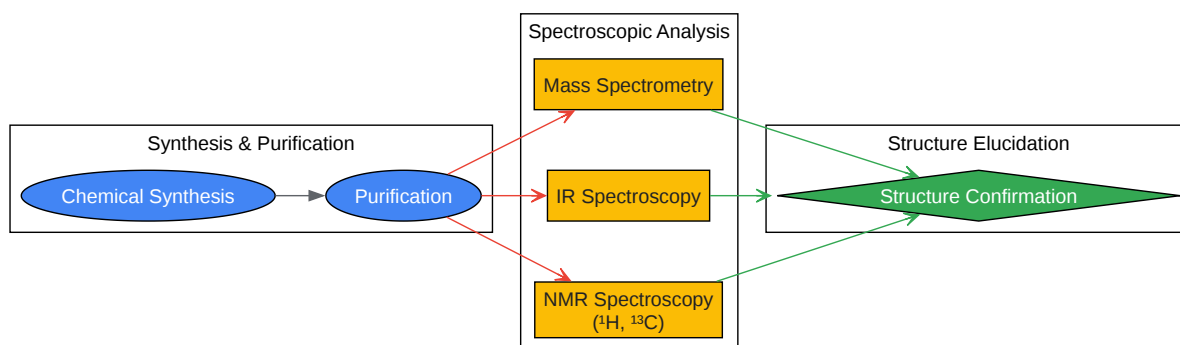 Synthesis & Purification
Chemical Synthesis
Purification
Spectroscopic Analysis
Mass Spectrometry
IR Spectroscopy
NMR Spectroscopy
(¹H, ¹³C)
Structure Elucidation
Structure Confirmation